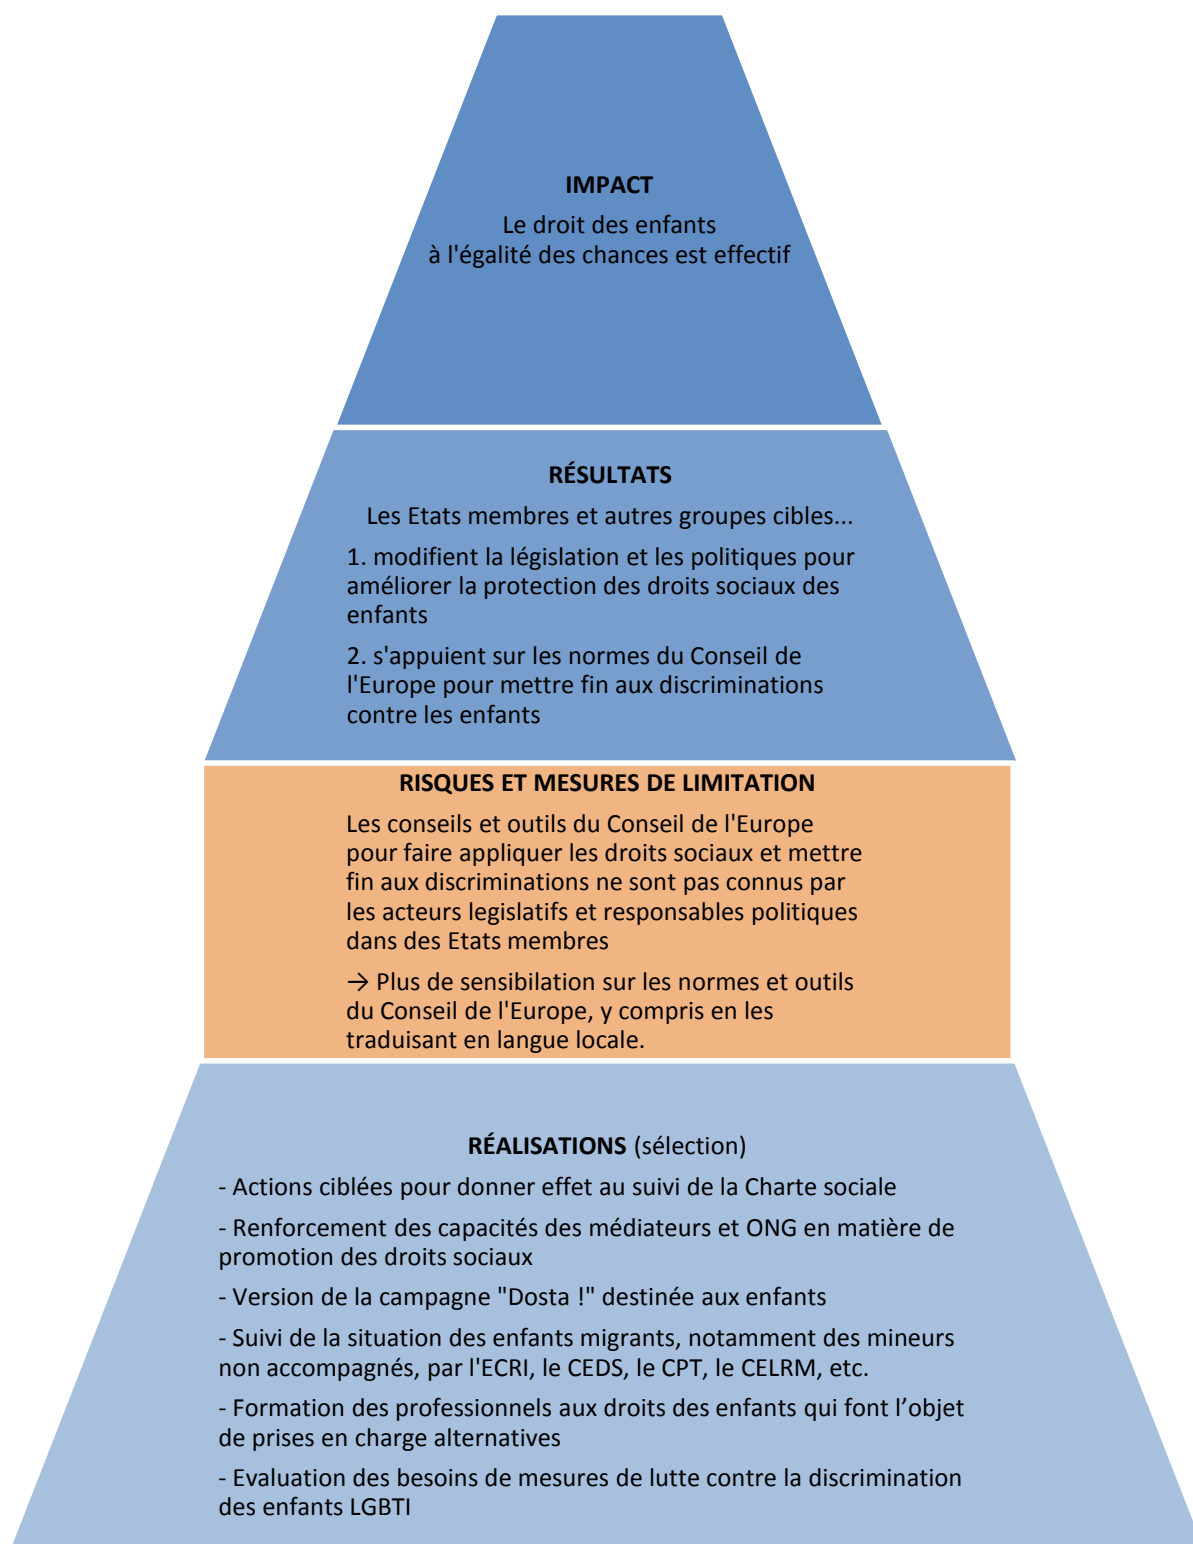 IMPACT
Le droit des enfants
à l'égalité des chances est effectif
RÉSULTATS
Les Etats membres et autres groupes cibles...
1. modifient la législation et les politiques pour
améliorer la protection des droits sociaux des
enfants
2. s'appuient sur les normes du Conseil de
l'Europe pour mettre fin aux discriminations
contre les enfants
RISQUES ET MESURES DE LIMITATION
Les conseils et outils du Conseil de l'Europe
pour faire appliquer les droits sociaux et mettre
fin aux discriminations ne sont pas connus par
les acteurs legislatifs et responsables politiques
dans des Etats membres
→ Plus de sensibilation sur les normes et outils
du Conseil de l'Europe, y compris en les
traduisant en langue locale.
RÉALISATIONS (sélection)
- Actions ciblées pour donner effet au suivi de la Charte sociale
- Renforcement des capacités des médiateurs et ONG en matière de
promotion des droits sociaux
- Version de la campagne "Dosta !" destinée aux enfants
- Suivi de la situation des enfants migrants, notamment des mineurs
non accompagnés, par l'ECRI, le CEDS, le CPT, le CELRM, etc.
- Formation des professionnels aux droits des enfants qui font l’objet
de prises en charge alternatives
- Evaluation des besoins de mesures de lutte contre la discrimination
des enfants LGBTI